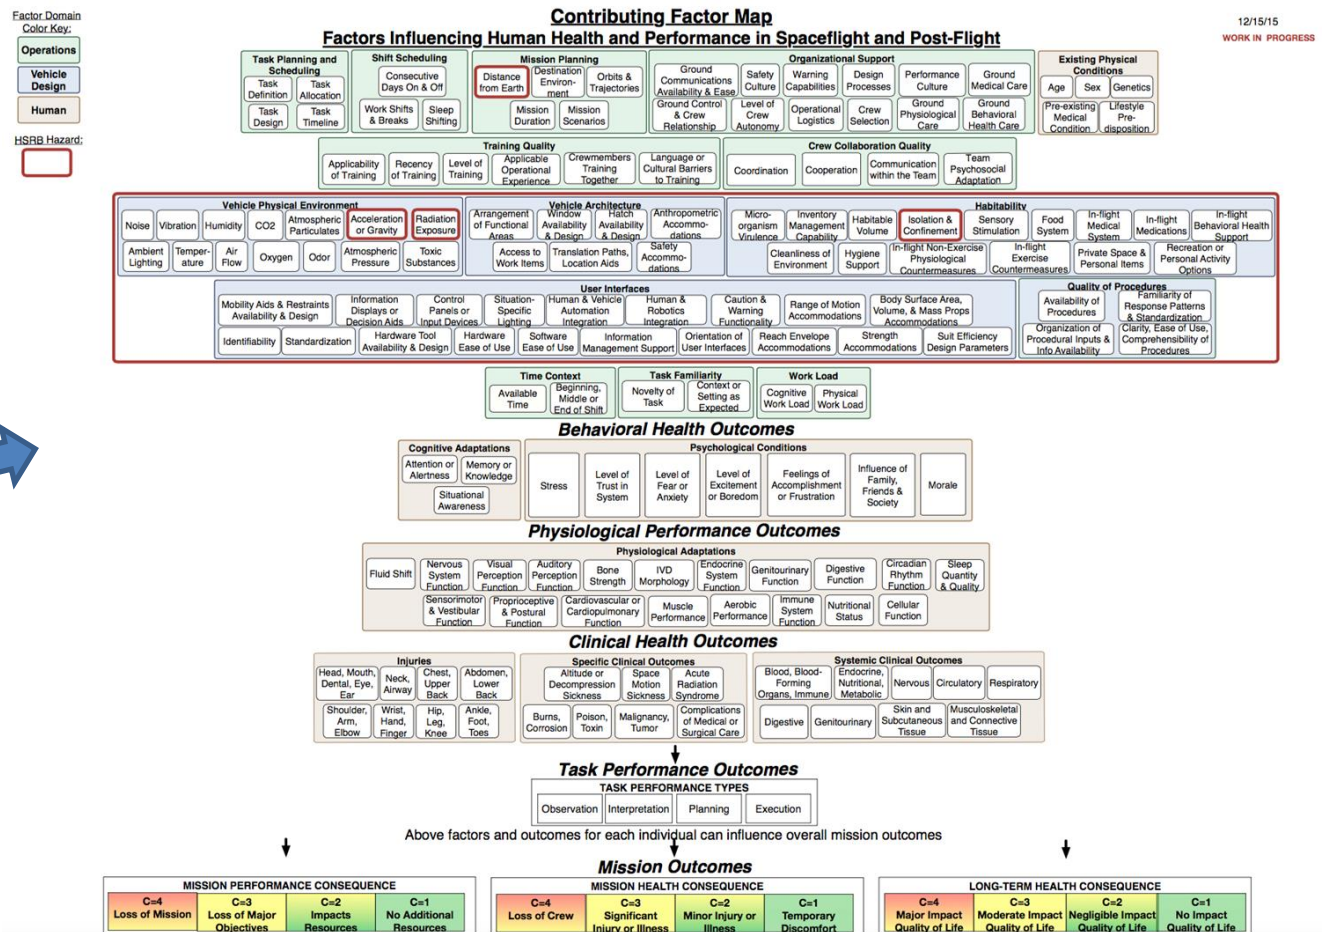 Contributing Factor Map
Factors Influencing Human Health and Performance in Spaceflight and Post-Flight
12/15/15
WORK IN PROGRESS
Factor Domain
Color Key:
Operations
Vehicle
Design
Human
HSRB Hazard:
Task Planning and
Scheduling
Task
Definition
Task
Allocation
Task
Design
Task
Timeline
Shift Scheduling
Consecutive
Days On & Off
Work Shifts
& Breaks
Sleep
Shifting
Mission Planning
Distance
from Earth
Destination
Environ-
ment
Orbits &
Trajectories
Mission
Duration
Mission
Scenarios
Organizational Support
Ground
Communications
Availability & Ease
Safety
Culture
Warning
Capabilities
Design
Processes
Performance
Culture
Ground
Medical Care
Ground Control
& Crew
Relationship
Level of
Crew
Autonomy
Operational
Logistics
Crew
Selection
Ground
Physiological
Care
Ground
Behavioral
Health Care
Existing Physical
Conditions
Age
Sex
Genetics
Pre-existing
Medical
Condition
Lifestyle
Pre-
disposition
Training Quality
Applicability
of Training
Recency
of Training
Level of
Training
Applicable
Operational
Experience
Crewmembers
Training
Together
Language or
Cultural Barriers
to Training
Crew Collaboration Quality
Coordination
Cooperation
Communication
within the Team
Team
Psychosocial
Adaptation
Vehicle Physical Environment
Noise
Vibration
Humidity
CO2
Atmospheric
Particulates
Acceleration
or Gravity
Radiation
Exposure
Ambient
Lighting
Temper-
ature
Air
Flow
Oxygen
Odor
Atmospheric
Pressure
Toxic
Substances
Vehicle Architecture
Arrangement
of Functional
Areas
Window
Availability
& Design
Hatch
Availability
& Design
Anthropometric
Accommo-
dations
Access to
Work Items
Translation Paths,
Location Aids
Safety
Accommo-
dations
Habitability
Micro-
organism
Virulence
Inventory
Management
Capability
Habitable
Volume
Isolation &
Confinement
Sensory
Stimulation
Food
System
In-flight
Medical
System
In-flight
Medications
In-flight
Behavioral Health
Support
Cleanliness of
Environment
Hygiene
Support
In-flight Non-Exercise
Physiological
Countermeasures
In-flight
Exercise
Countermeasures
Private Space &
Personal Items
Recreation or
Personal Activity
Options
User Interfaces
Mobility Aids & Restraints
Availability & Design
Information
Displays or
Decision Aids
Control
Panels or
Input Devices
Situation-
Specific
Lighting
Human & Vehicle
Automation
Integration
Human &
Robotics
Integration
Caution &
Warning
Functionality
Range of Motion
Accommodations
Body Surface Area,
Volume, & Mass Props
Accommodations
Identifiability
Standardization
Hardware Tool
Availability & Design
Hardware
Ease of Use
Software
Ease of Use
Information
Management Support
Orientation of
User Interfaces
Reach Envelope
Accommodations
Strength
Accommodations
Suit Efficiency
Design Parameters
Quality of Procedures
Availability of
Procedures
Familiarity of
Response Patterns
& Standardization
Organization of
Procedural Inputs &
Info Availability
Clarity, Ease of Use,
Comprehensibility of
Procedures
Time Context
Available
Time
Beginning,
Middle or
End of Shift
Task Familiarity
Novelty of
Task
Context or
Setting as
Expected
Work Load
Cognitive
Work Load
Physical
Work Load
Behavioral Health Outcomes
Cognitive Adaptations
Attention or
Alertness
Memory or
Knowledge
Situational
Awareness
Psychological Conditions
Stress
Level of
Trust in
System
Level of
Fear or
Anxiety
Level of
Excitement
or Boredom
Feelings of
Accomplishment
or Frustration
Influence of
Family,
Friends &
Society
Morale
Physiological Performance Outcomes
Physiological Adaptations
Fluid Shift
Nervous
System
Function
Visual
Perception
Function
Auditory
Perception
Function
Bone
Strength
IVD
Morphology
Endocrine
System
Function
Genitourinary
Function
Digestive
Function
Circadian
Rhythm
Function
Sleep
Quantity
& Quality
Sensorimotor
& Vestibular
Function
Proprioceptive
& Postural
Function
Cardiovascular or
Cardiopulmonary
Function
Muscle
Performance
Aerobic
Performance
Immune
System
Function
Nutritional
Status
Cellular
Function
Clinical Health Outcomes
Injuries
Head, Mouth,
Dental, Eye,
Ear
Neck,
Airway
Chest,
Upper
Back
Abdomen,
Lower
Back
Shoulder,
Arm,
Elbow
Wrist,
Hand,
Finger
Hip,
Leg,
Knee
Ankle,
Foot,
Toes
Specific Clinical Outcomes
Altitude or
Decompression
Sickness
Space
Motion
Sickness
Acute
Radiation
Syndrome
Burns,
Corrosion
Poison,
Toxin
Malignancy,
Tumor
Complications
of Medical or
Surgical Care
Systemic Clinical Outcomes
Blood, Blood-
Forming
Organs, Immune
Endocrine,
Nutritional,
Metabolic
Nervous
Circulatory
Respiratory
Digestive
Genitourinary
Skin and
Subcutaneous
Tissue
Musculoskeletal
and Connective
Tissue
Task Performance Outcomes
TASK PERFORMANCE TYPES
Observation
Interpretation
Planning
Execution
Above factors and outcomes for each individual can influence overall mission outcomes
Mission Outcomes
MISSION PERFORMANCE CONSEQUENCE
C=4
Loss of Mission
C=3
Loss of Major
Objectives
C=2
Impacts
Resources
C=1
No Additional
Resources
MISSION HEALTH CONSEQUENCE
C=4
Loss of Crew
C=3
Significant
Injury or Illness
C=2
Minor Injury or
Illness
C=1
Temporary
Discomfort
LONG-TERM HEALTH CONSEQUENCE
C=4
Major Impact
Quality of Life
C=3
Moderate Impact
Quality of Life
C=2
Negligible Impact
Quality of Life
C=1
No Impact
Quality of Life